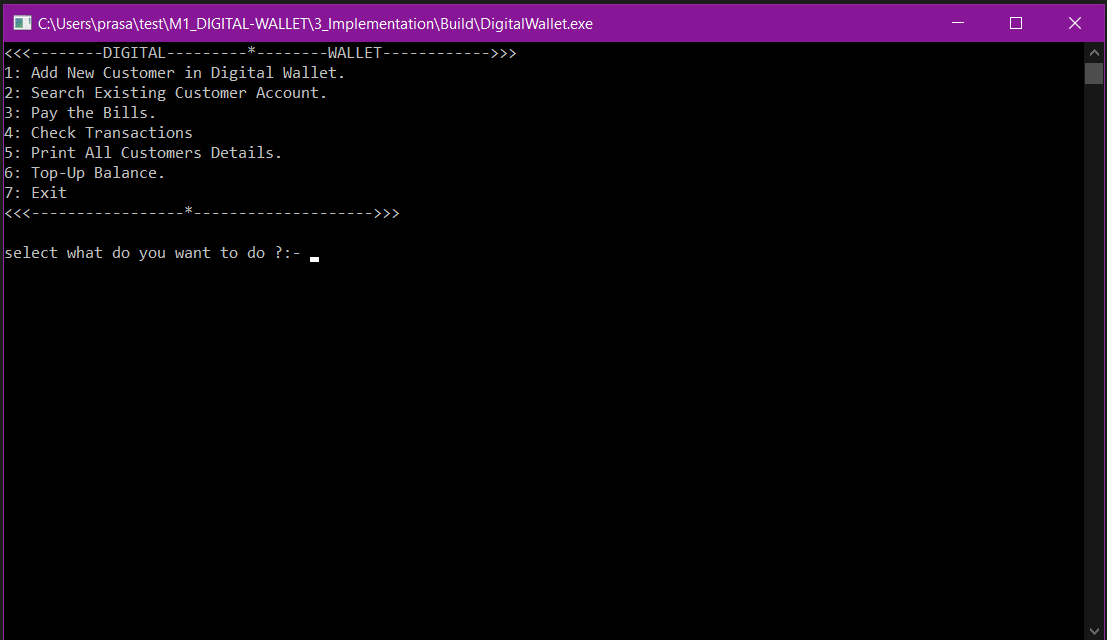 C:\Users\prasa\test\M1_DIGITAL-WALLET\3_Implementation\Build\DigitalWallet.exe
<<<--------DIGITAL---------*--------WALLET------------>>>
1: Add New Customer in Digital Wallet.
2: Search Existing Customer Account.
3: Pay the Bills.
4: Check Transactions
5: Print All Customers Details.
6: Top-Up Balance.
7: Exit
<<<-----------------*-------------------->>>
select what do you want to do ?:-